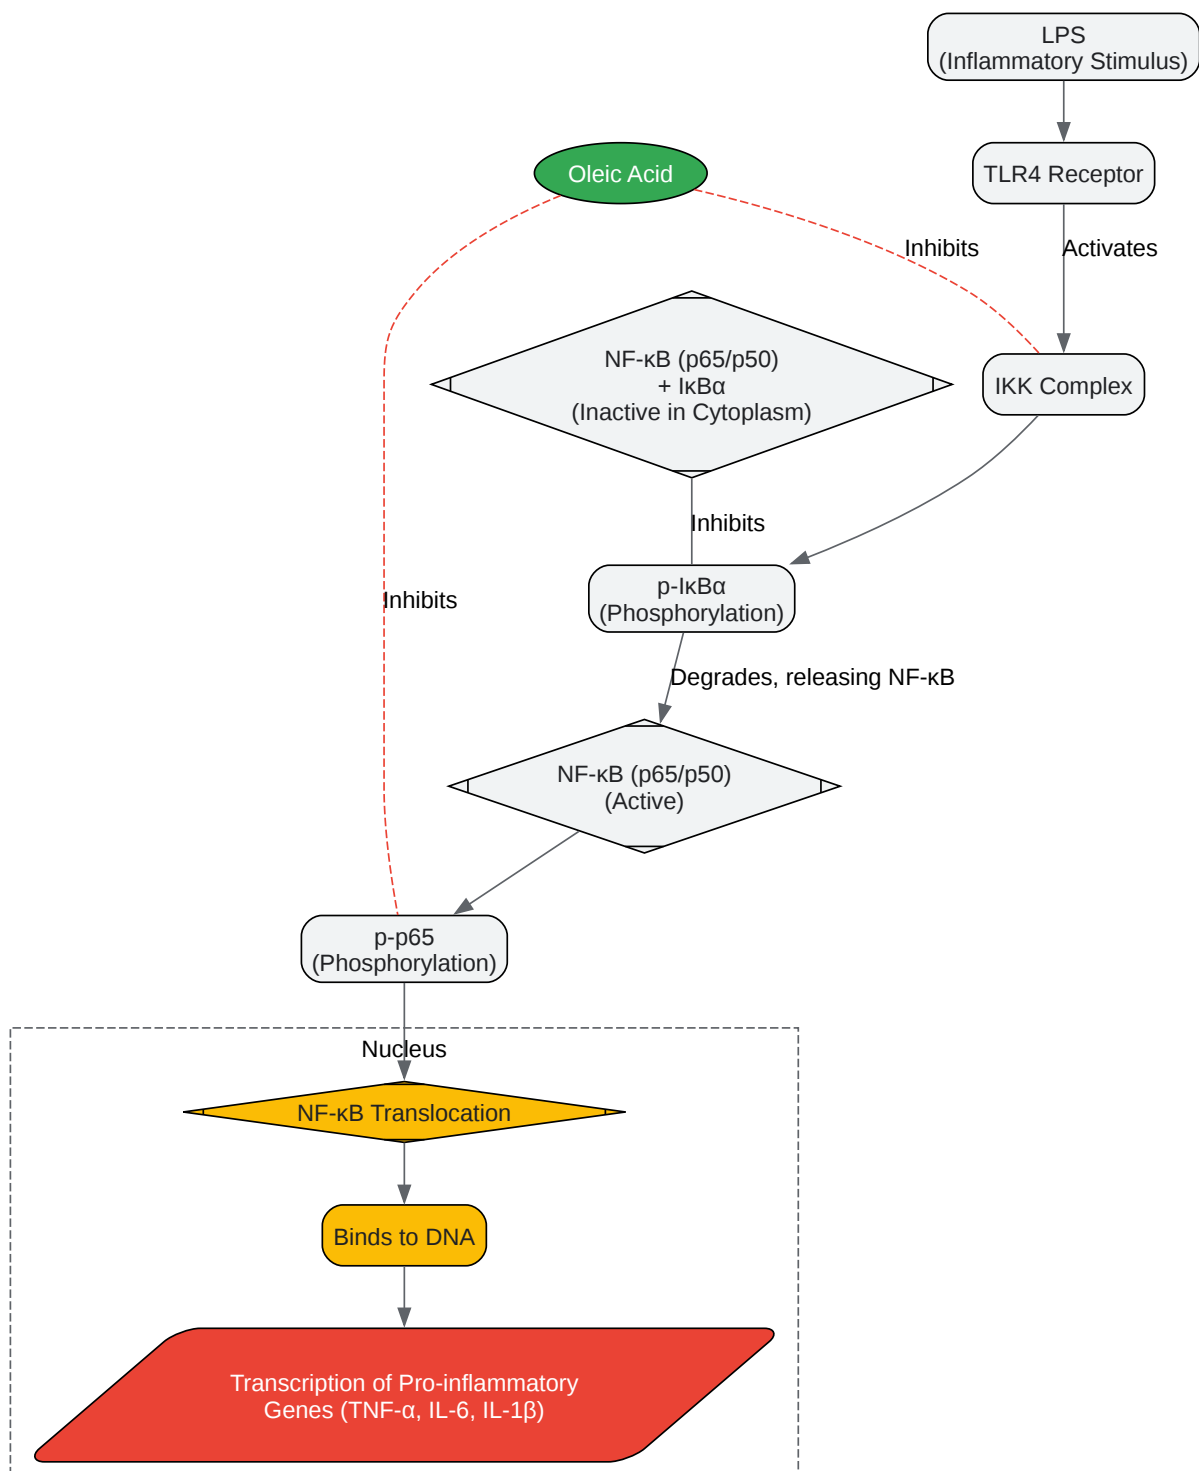 LPS
(Inflammatory Stimulus)
Oleic Acid
TLR4 Receptor
Inhibits
Activates
NF-κB (p65/p50)
+ IκBα
(Inactive in Cytoplasm)
IKK Complex
Inhibits
p-IκBα
(Phosphorylation)
Inhibits
Degrades, releasing NF-κB
NF-κB (p65/p50)
(Active)
p-p65
(Phosphorylation)
Nucleus
NF-κB Translocation
Binds to DNA
Transcription of Pro-inflammatory
Genes (TNF-α, IL-6, IL-1β)